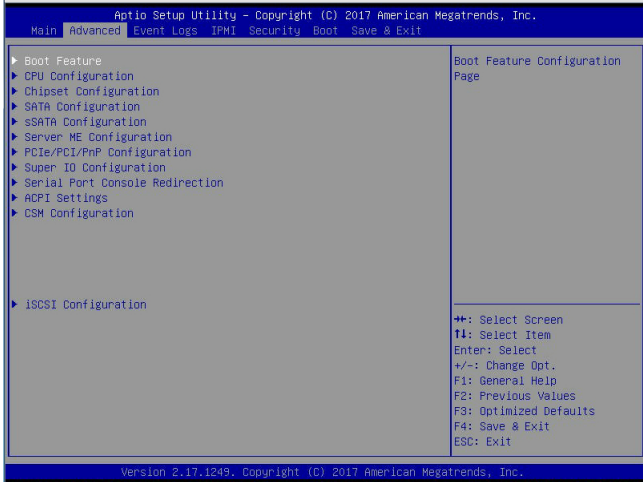 Aptio Setup Utility – Copyright (C) 2017 American Megatrends, Inc.
Main Advanced Event Logs IPMI Security Boot Save & Exit
▶ Boot Feature
▶ CPU Configuration
▶ Chipset Configuration
▶ SATA Configuration
▶ sSATA Configuration
▶ Server ME Configuration
▶ PCIe/PCI/PnP Configuration
▶ Super IO Configuration
▶ Serial Port Console Redirection
▶ ACPI Settings
▶ CSM Configuration
▶ iSCSI Configuration
Boot Feature Configuration
Page
→←: Select Screen
↑↓: Select Item
Enter: Select
+/-: Change Opt.
F1: General Help
F2: Previous Values
F3: Optimized Defaults
F4: Save & Exit
ESC: Exit
Version 2.17.1249. Copyright (C) 2017 American Megatrends, Inc.